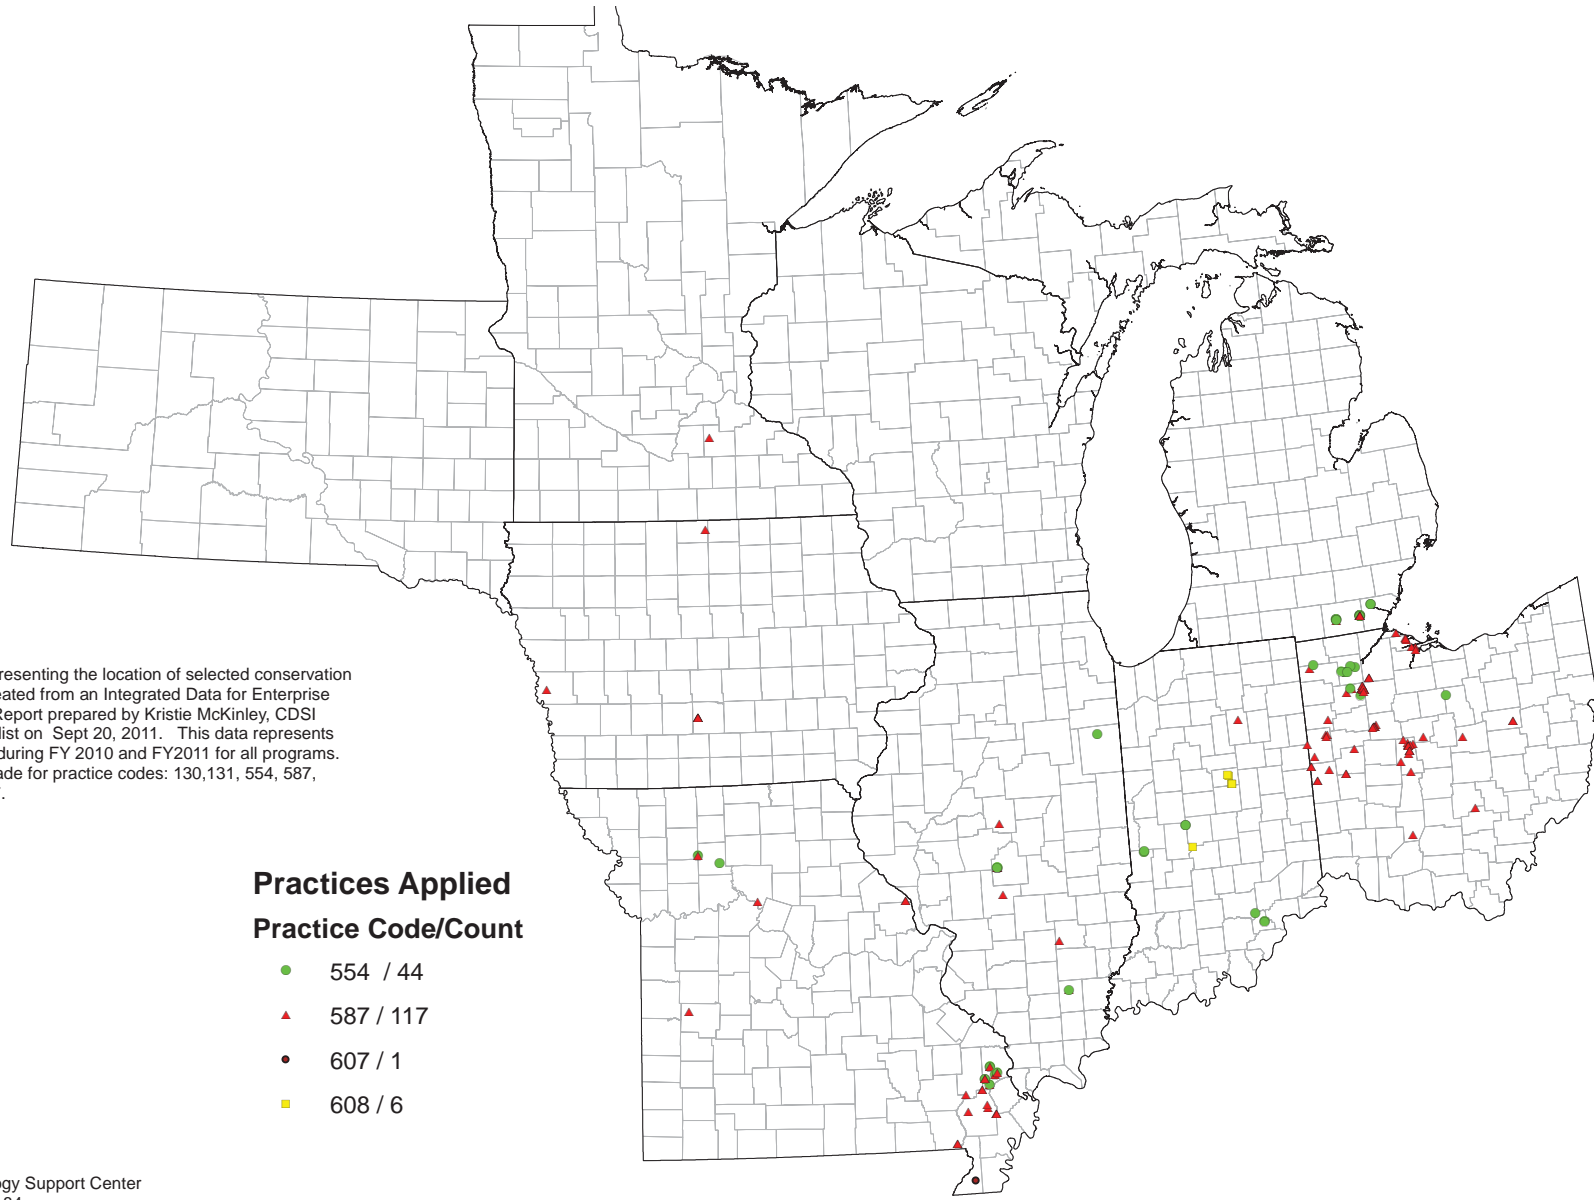 resenting the location of selected conservation
eated from an Integrated Data for Enterprise
Report prepared by Kristie McKinley, CDSI
list on Sept 20, 2011. This data represents
during FY 2010 and FY2011 for all programs.
ade for practice codes: 130,131, 554, 587,
Practices Applied
Practice Code/Count
554 / 44
587 / 117
607 / 1
608 / 6
gy Support Center